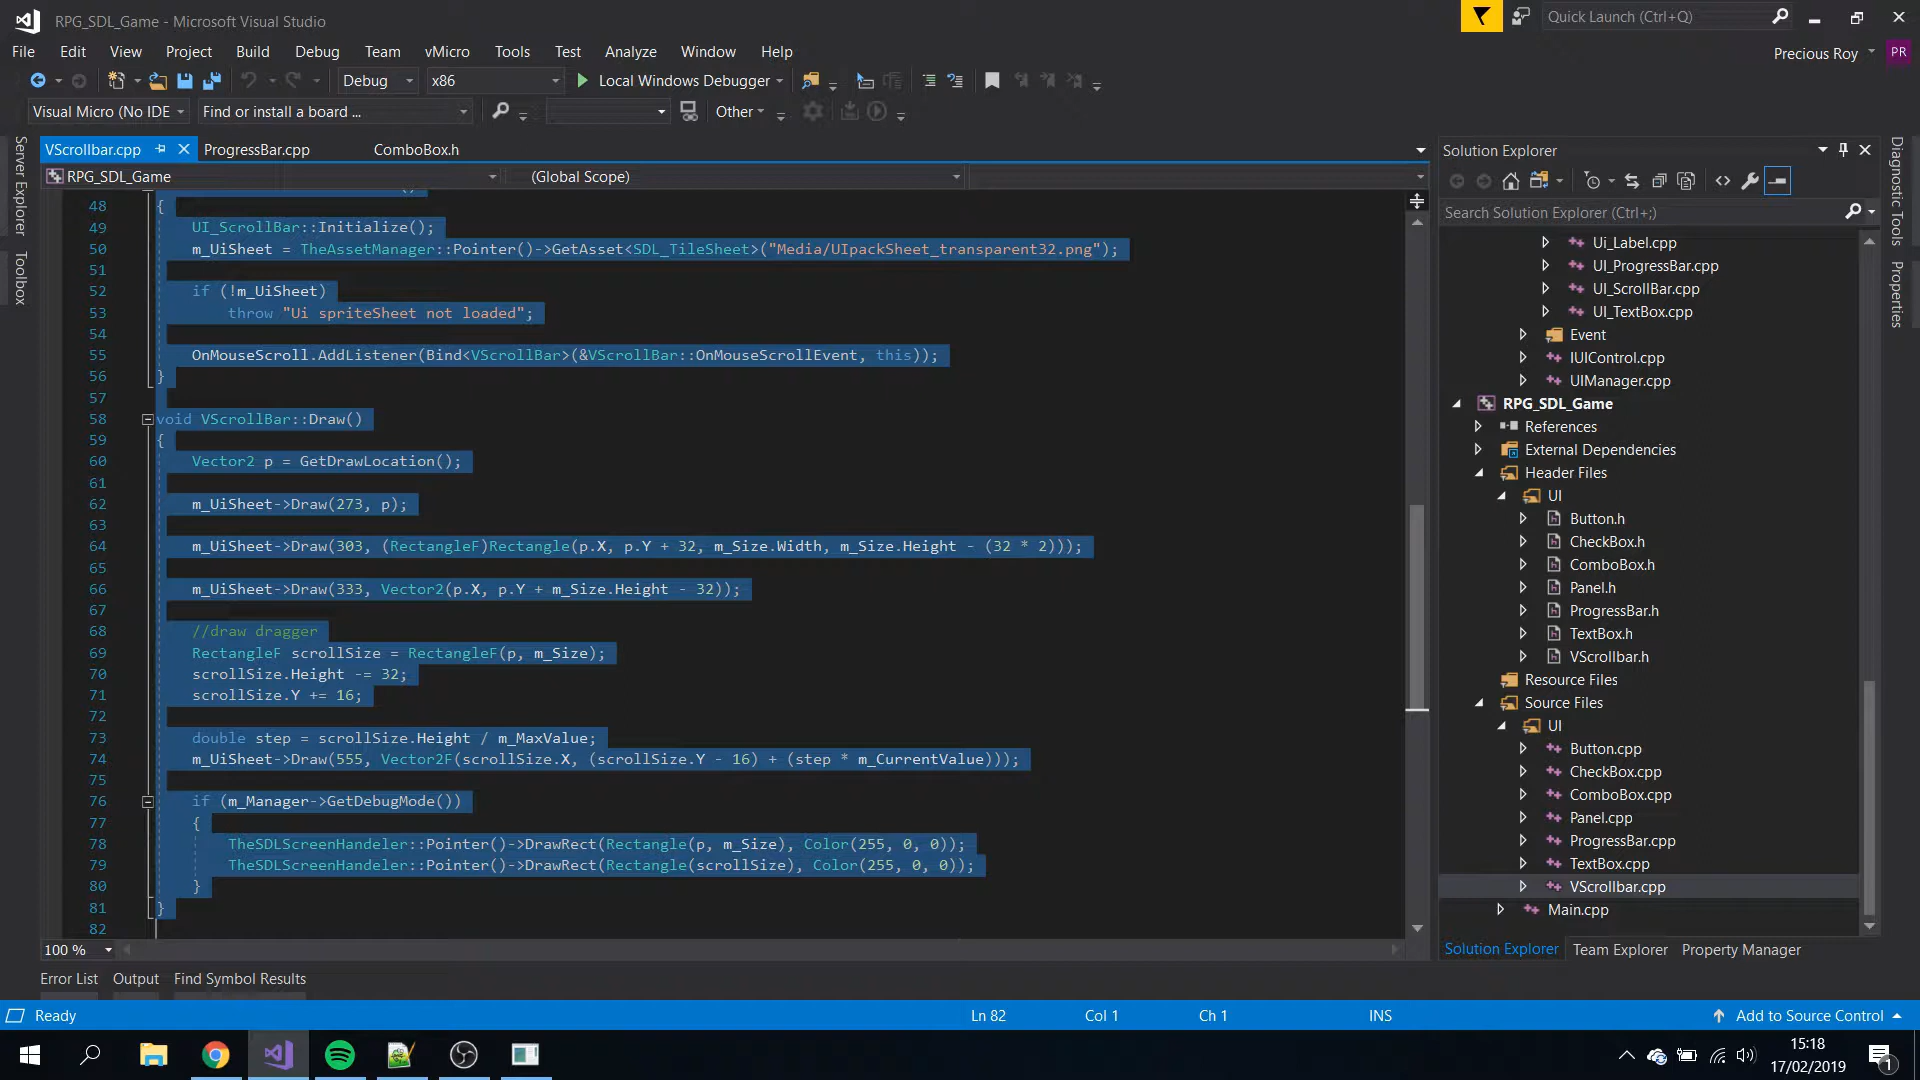 RPG_SDL_Game - Microsoft Visual Studio
Quick Launch (Ctrl+Q)
File Edit View Project Build Debug Team vMicro Tools Test Analyze Window Help
Precious Roy PR
Debug x86 Local Windows Debugger
Visual Micro (No IDE Find or install a board ... Other
Server Explorer
Toolbox
VScrollbar.cpp ProgressBar.cpp ComboBox.h
RPG_SDL_Game (Global Scope)
48 {
49 UI_ScrollBar::Initialize();
50 m_UiSheet = TheAssetManager::Pointer()->GetAsset<SDL_TileSheet>("Media/UIpackSheet_transparent32.png");
51
52 if (!m_UiSheet)
53 throw "Ui spriteSheet not loaded";
54
55 OnMouseScroll.AddListener(Bind<VScrollBar>(&VScrollBar::OnMouseScrollEvent, this));
56 }
57
58 void VScrollBar::Draw()
59 {
60 Vector2 p = GetDrawLocation();
61
62 m_UiSheet->Draw(273, p);
63
64 m_UiSheet->Draw(303, (RectangleF)Rectangle(p.X, p.Y + 32, m_Size.Width, m_Size.Height - (32 * 2)));
65
66 m_UiSheet->Draw(333, Vector2(p.X, p.Y + m_Size.Height - 32));
67
68 //draw dragger
69 RectangleF scrollSize = RectangleF(p, m_Size);
70 scrollSize.Height -= 32;
71 scrollSize.Y += 16;
72
73 double step = scrollSize.Height / m_MaxValue;
74 m_UiSheet->Draw(555, Vector2F(scrollSize.X, (scrollSize.Y - 16) + (step * m_CurrentValue)));
75
76 if (m_Manager->GetDebugMode())
77 {
78 TheSDLScreenHandeler::Pointer()->DrawRect(Rectangle(p, m_Size), Color(255, 0, 0));
79 TheSDLScreenHandeler::Pointer()->DrawRect(Rectangle(scrollSize), Color(255, 0, 0));
80 }
81 }
82
100 %
Error List Output Find Symbol Results
Solution Explorer
Search Solution Explorer (Ctrl+;)
Ui_Label.cpp
UI_ProgressBar.cpp
UI_ScrollBar.cpp
UI_TextBox.cpp
Event
IUIControl.cpp
UIManager.cpp
RPG_SDL_Game
References
External Dependencies
Header Files
UI
Button.h
CheckBox.h
ComboBox.h
Panel.h
ProgressBar.h
TextBox.h
VScrollbar.h
Resource Files
Source Files
UI
Button.cpp
CheckBox.cpp
ComboBox.cpp
Panel.cpp
ProgressBar.cpp
TextBox.cpp
VScrollbar.cpp
Main.cpp
Solution Explorer Team Explorer Property Manager
Diagnostic Tools
Properties
Ready Ln 82 Col 1 Ch 1 INS Add to Source Control
15:18
17/02/2019
1